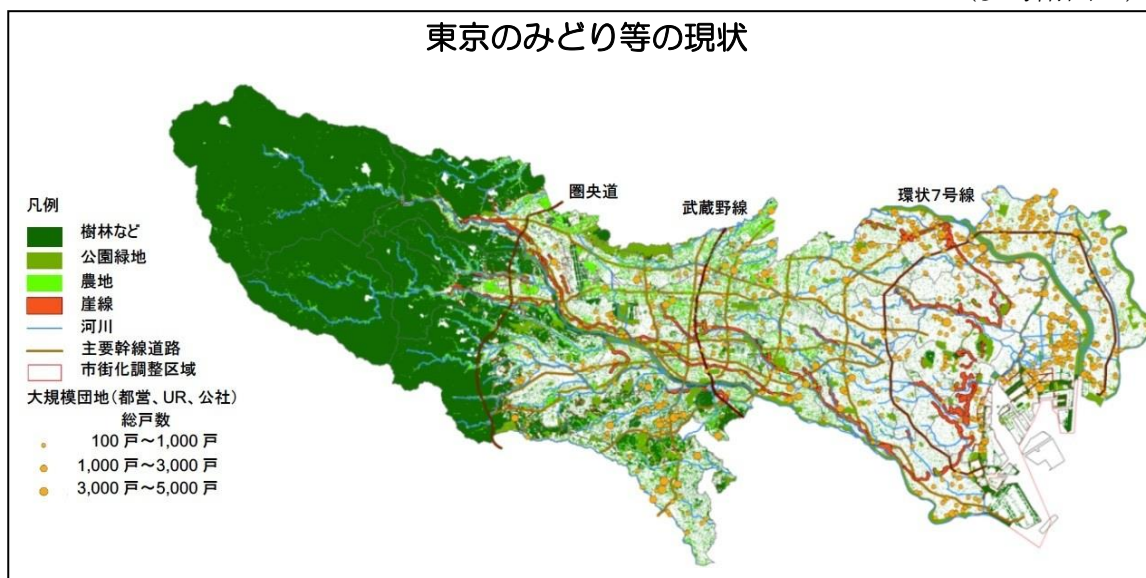 東京のみどり等の現状
圏央道
武蔵野線
環状7号線
凡例
樹林など
公園緑地
農地
崖線
河川
主要幹線道路
市街化調整区域
大規模団地(都営、UR、公社)
総戸数
100 戸～1,000 戸
1,000 戸～3,000 戸
3,000 戸～5,000 戸